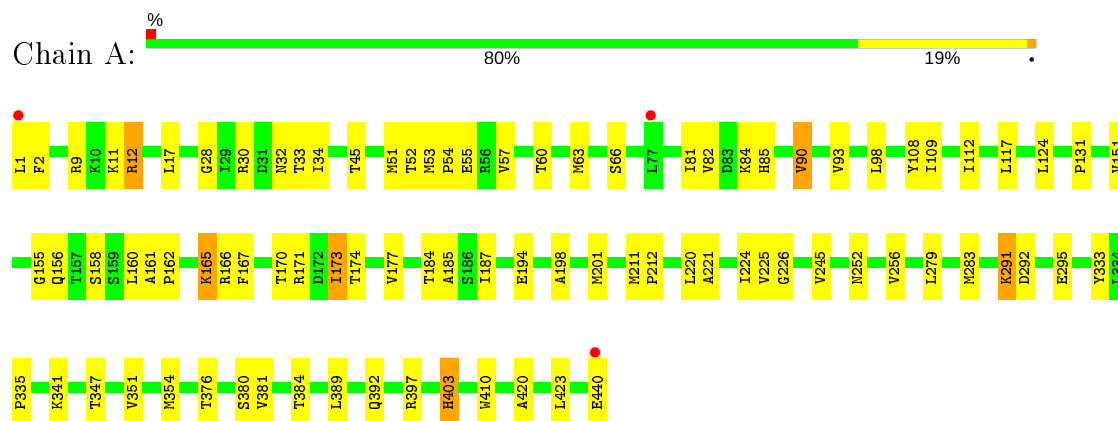 %
Chain A:
80% 19% •
L1 F2 R9 K10 K11 R12 L17 G28 I29 R30 D31 N32 T33 I34 T45 M51 T52 M53 P54 E55 R56 V57 T60 M63 S66 L77 I81 V82 D83 K84 H85 V90 V93 L98 Y108 I109 I112 L117 L124 P131 V151
G155 Q156 T157 S158 S159 L160 A161 P162 K165 R166 F167 T170 R171 D172 I173 T174 V177 T184 A185 S186 I187 E194 A198 M201 M211 P212 L220 A221 I224 V225 G226 V245 N252 V256 L279 M283 K291 D292 E295 Y333 L334
P335 K341 T347 V351 M354 T376 S380 V381 T384 L389 Q392 R397 H403 W410 A420 L423 E440